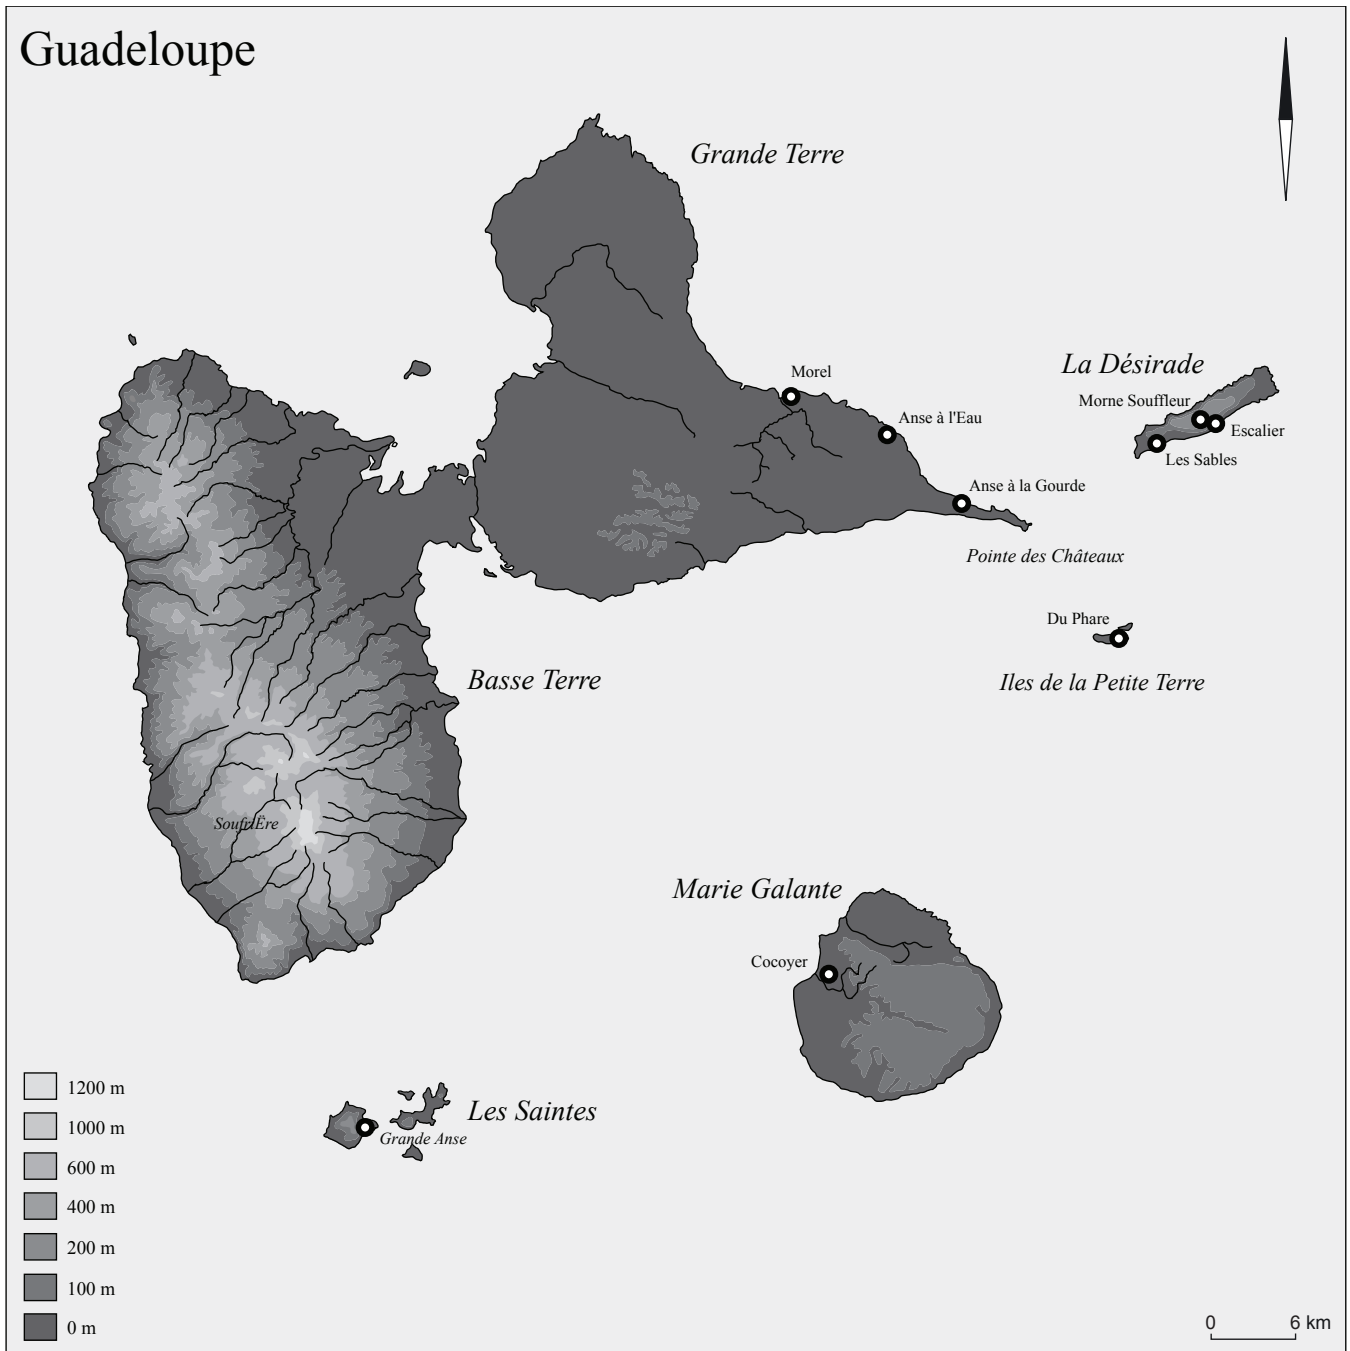 Guadeloupe
Grande Terre
Morel
La Désirade
Morne Souffleur
Anse à l'Eau
Escalier
Les Sables
Anse à la Gourde
Pointe des Châteaux
Du Phare
Iles de la Petite Terre
Basse Terre
SoufriËre
Marie Galante
Cocoyer
Les Saintes
Grande Anse
1200 m
1000 m
600 m
400 m
200 m
100 m
0 m
0 6 km